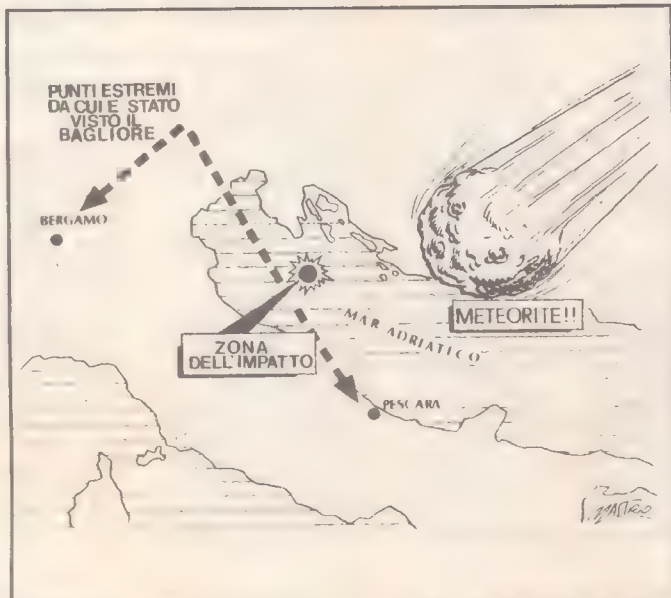 PUNTI ESTREMI
DA CUI E STATO
VISTO IL
BAGLIORE
BERGAMO
METEORITE!!
MAR ADRIATICO
ZONA
DELL'IMPATTO
PESCARA